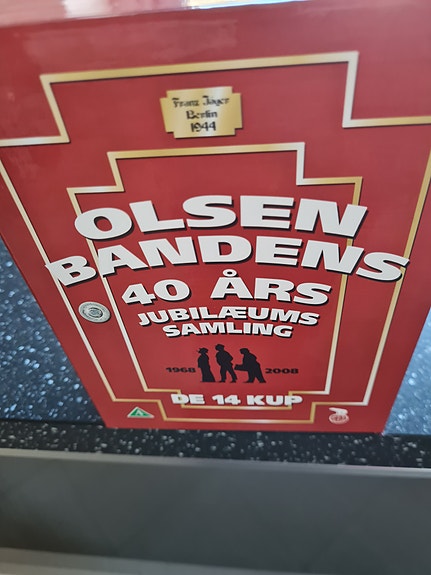 Franz Jäger
Berlin
1944
OLSEN
BANDENS
40 ÅRS
JUBILÆUMS
SAMLING
1968 2008
DE 14 KUP